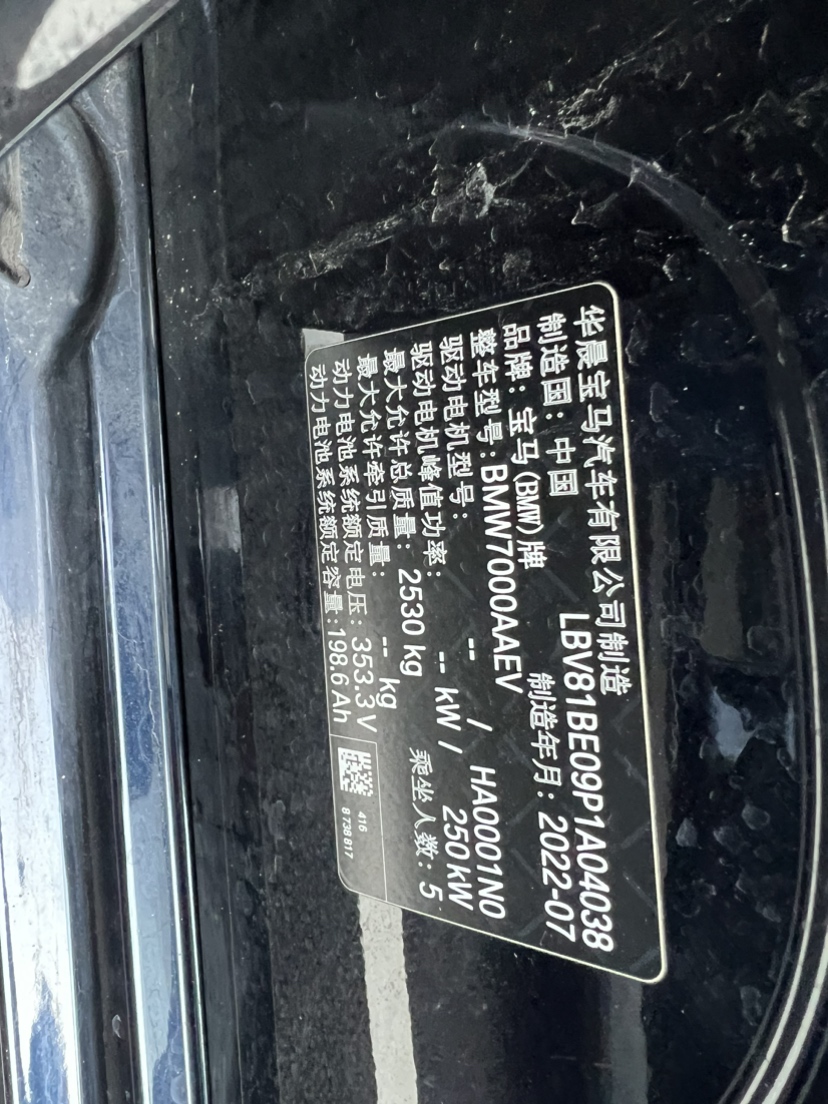 华晨宝马汽车有限公司制造
制造国: 中国 LBV81BE09P1A04038
品牌: 宝马(BMW)牌 制造年月: 2022-07
整车型号: BMW7000AAEV
驱动电机型号: -- / HA0001N0
驱动电机峰值功率: -- kW / 250 kW
最大允许总质量: 2530 kg 乘坐人数: 5
最大允许牵引质量: -- kg
动力电池系统额定电压: 353.3 V
动力电池系统额定容量: 198.6 Ah
416
8 736 817